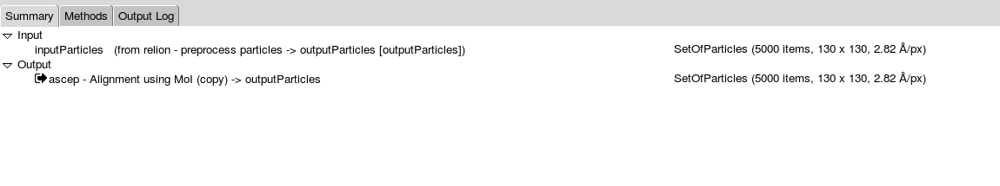 Summary Methods Output Log
Input
inputParticles (from relion - preprocess particles -> outputParticles [outputParticles]) SetOfParticles (5000 items, 130 x 130, 2.82 Å/px)
Output
ascep - Alignment using MoI (copy) -> outputParticles SetOfParticles (5000 items, 130 x 130, 2.82 Å/px)